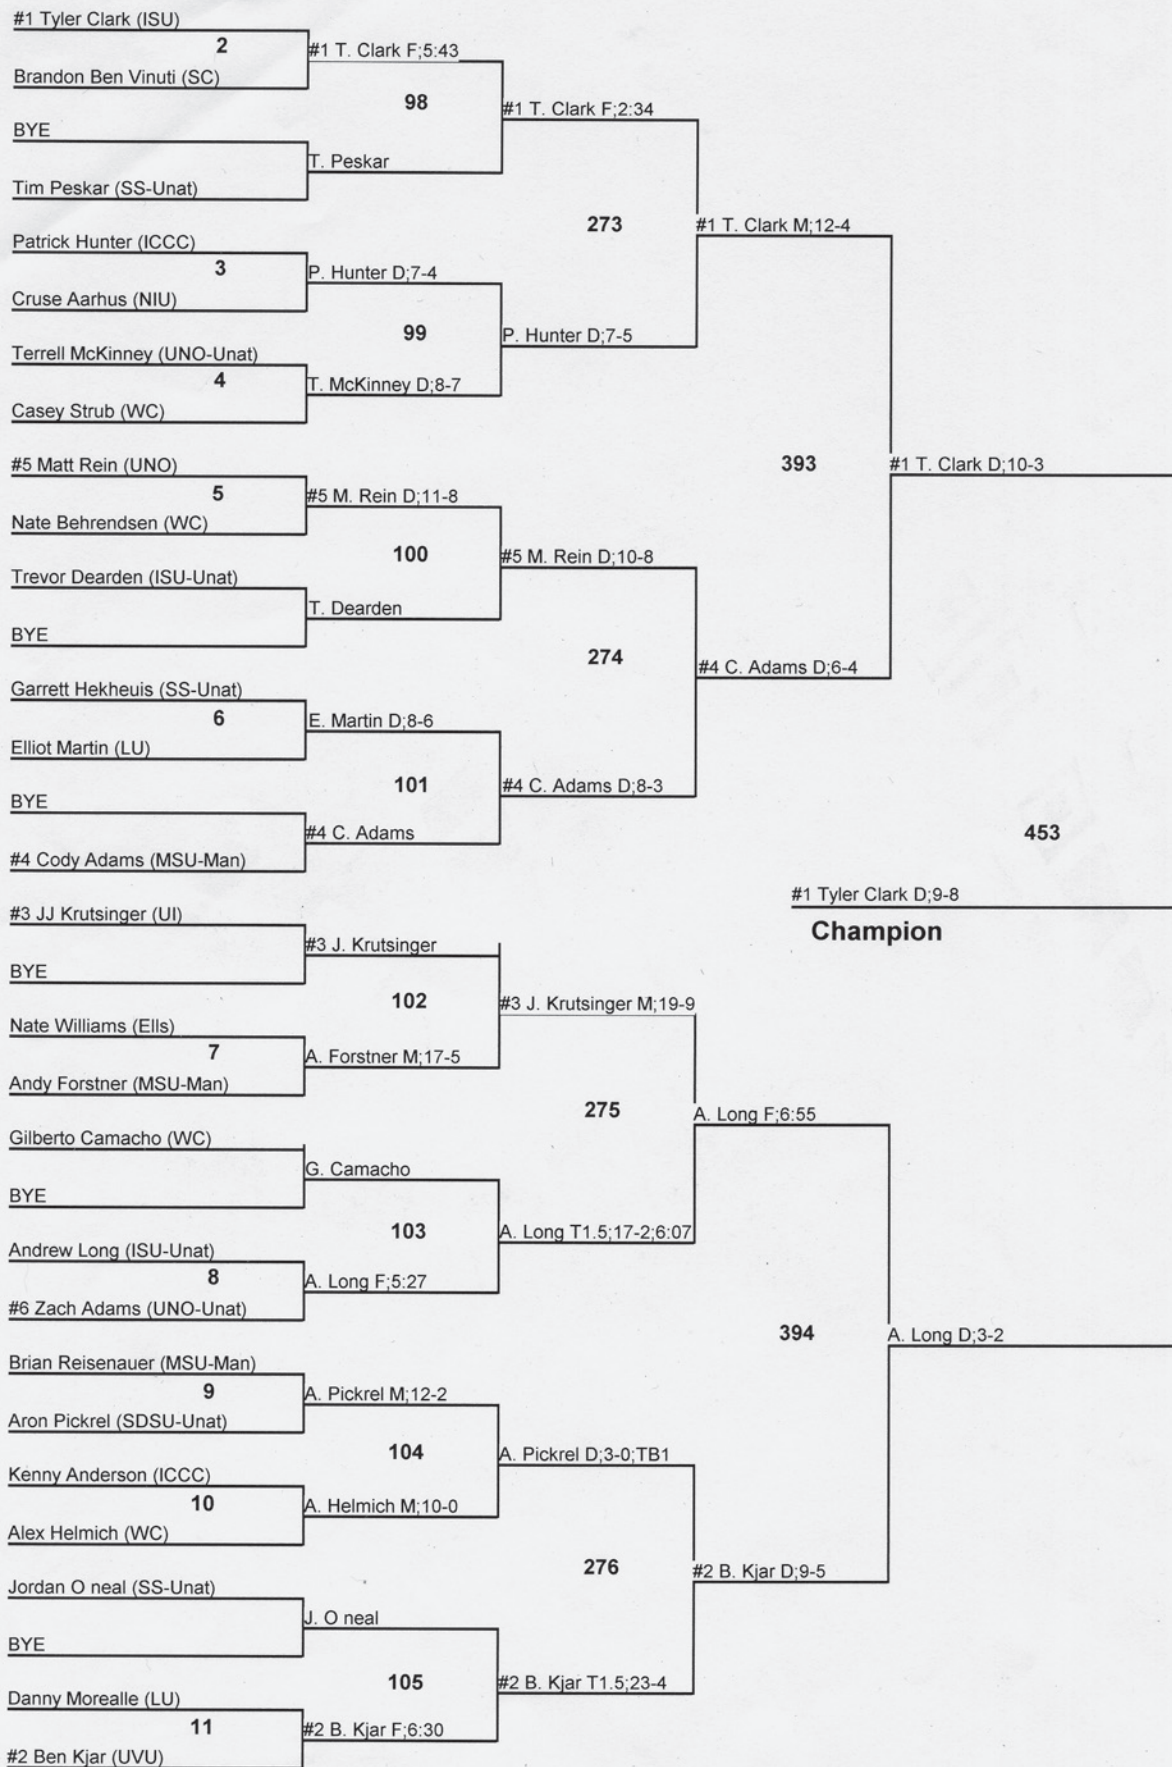 #1 Tyler Clark (ISU)
2
#1 T. Clark F;5:43
Brandon Ben Vinuti (SC)
98
#1 T. Clark F;2:34
BYE
T. Peskar
Tim Peskar (SS-Unat)
273
#1 T. Clark M;12-4
Patrick Hunter (ICCC)
3
P. Hunter D;7-4
Cruse Aarhus (NIU)
99
P. Hunter D;7-5
Terrell McKinney (UNO-Unat)
4
T. McKinney D;8-7
Casey Strub (WC)
393
#1 T. Clark D;10-3
#5 Matt Rein (UNO)
5
#5 M. Rein D;11-8
Nate Behrendsen (WC)
100
#5 M. Rein D;10-8
Trevor Dearden (ISU-Unat)
T. Dearden
BYE
274
#4 C. Adams D;6-4
Garrett Hekheuis (SS-Unat)
6
E. Martin D;8-6
Elliot Martin (LU)
101
#4 C. Adams D;8-3
BYE
#4 C. Adams
#4 Cody Adams (MSU-Man)
453
#1 Tyler Clark D;9-8
Champion
#3 JJ Krutsinger (UI)
#3 J. Krutsinger
BYE
102
#3 J. Krutsinger M;19-9
Nate Williams (Ells)
7
A. Forstner M;17-5
Andy Forstner (MSU-Man)
275
A. Long F;6:55
Gilberto Camacho (WC)
G. Camacho
BYE
103
A. Long T1.5;17-2;6:07
Andrew Long (ISU-Unat)
8
A. Long F;5:27
#6 Zach Adams (UNO-Unat)
394
A. Long D;3-2
Brian Reisenauer (MSU-Man)
9
A. Pickrel M;12-2
Aron Pickrel (SDSU-Unat)
104
A. Pickrel D;3-0;TB1
Kenny Anderson (ICCC)
10
A. Helmich M;10-0
Alex Helmich (WC)
276
#2 B. Kjar D;9-5
Jordan O neal (SS-Unat)
J. O neal
BYE
105
#2 B. Kjar T1.5;23-4
Danny Morealle (LU)
11
#2 B. Kjar F;6:30
#2 Ben Kjar (UVU)